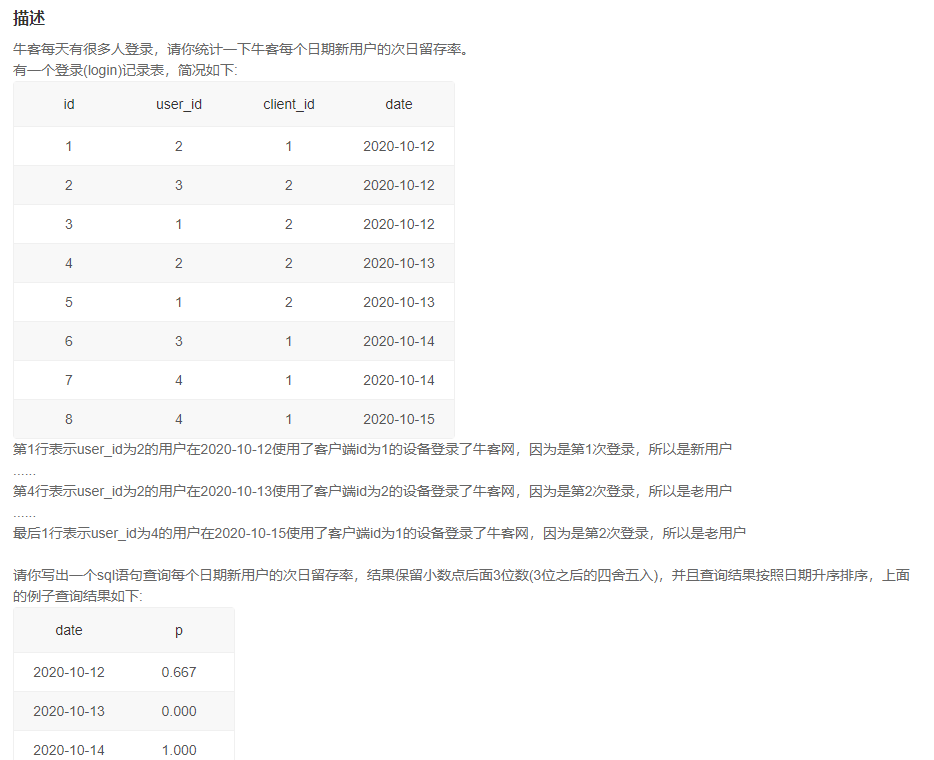 描述
牛客每天有很多人登录，请你统计一下牛客每个日期新用户的次日留存率。
有一个登录(login)记录表，简况如下:
id user_id client_id date
1 2 1 2020-10-12
2 3 2 2020-10-12
3 1 2 2020-10-12
4 2 2 2020-10-13
5 1 2 2020-10-13
6 3 1 2020-10-14
7 4 1 2020-10-14
8 4 1 2020-10-15
第1行表示user_id为2的用户在2020-10-12使用了客户端id为1的设备登录了牛客网，因为是第1次登录，所以是新用户
......
第4行表示user_id为2的用户在2020-10-13使用了客户端id为2的设备登录了牛客网，因为是第2次登录，所以是老用户
......
最后1行表示user_id为4的用户在2020-10-15使用了客户端id为1的设备登录了牛客网，因为是第2次登录，所以是老用户
请你写出一个sql语句查询每个日期新用户的次日留存率，结果保留小数点后面3位数(3位之后的四舍五入)，并且查询结果按照日期升序排序，上面
的例子查询结果如下:
date p
2020-10-12 0.667
2020-10-13 0.000
2020-10-14 1.000